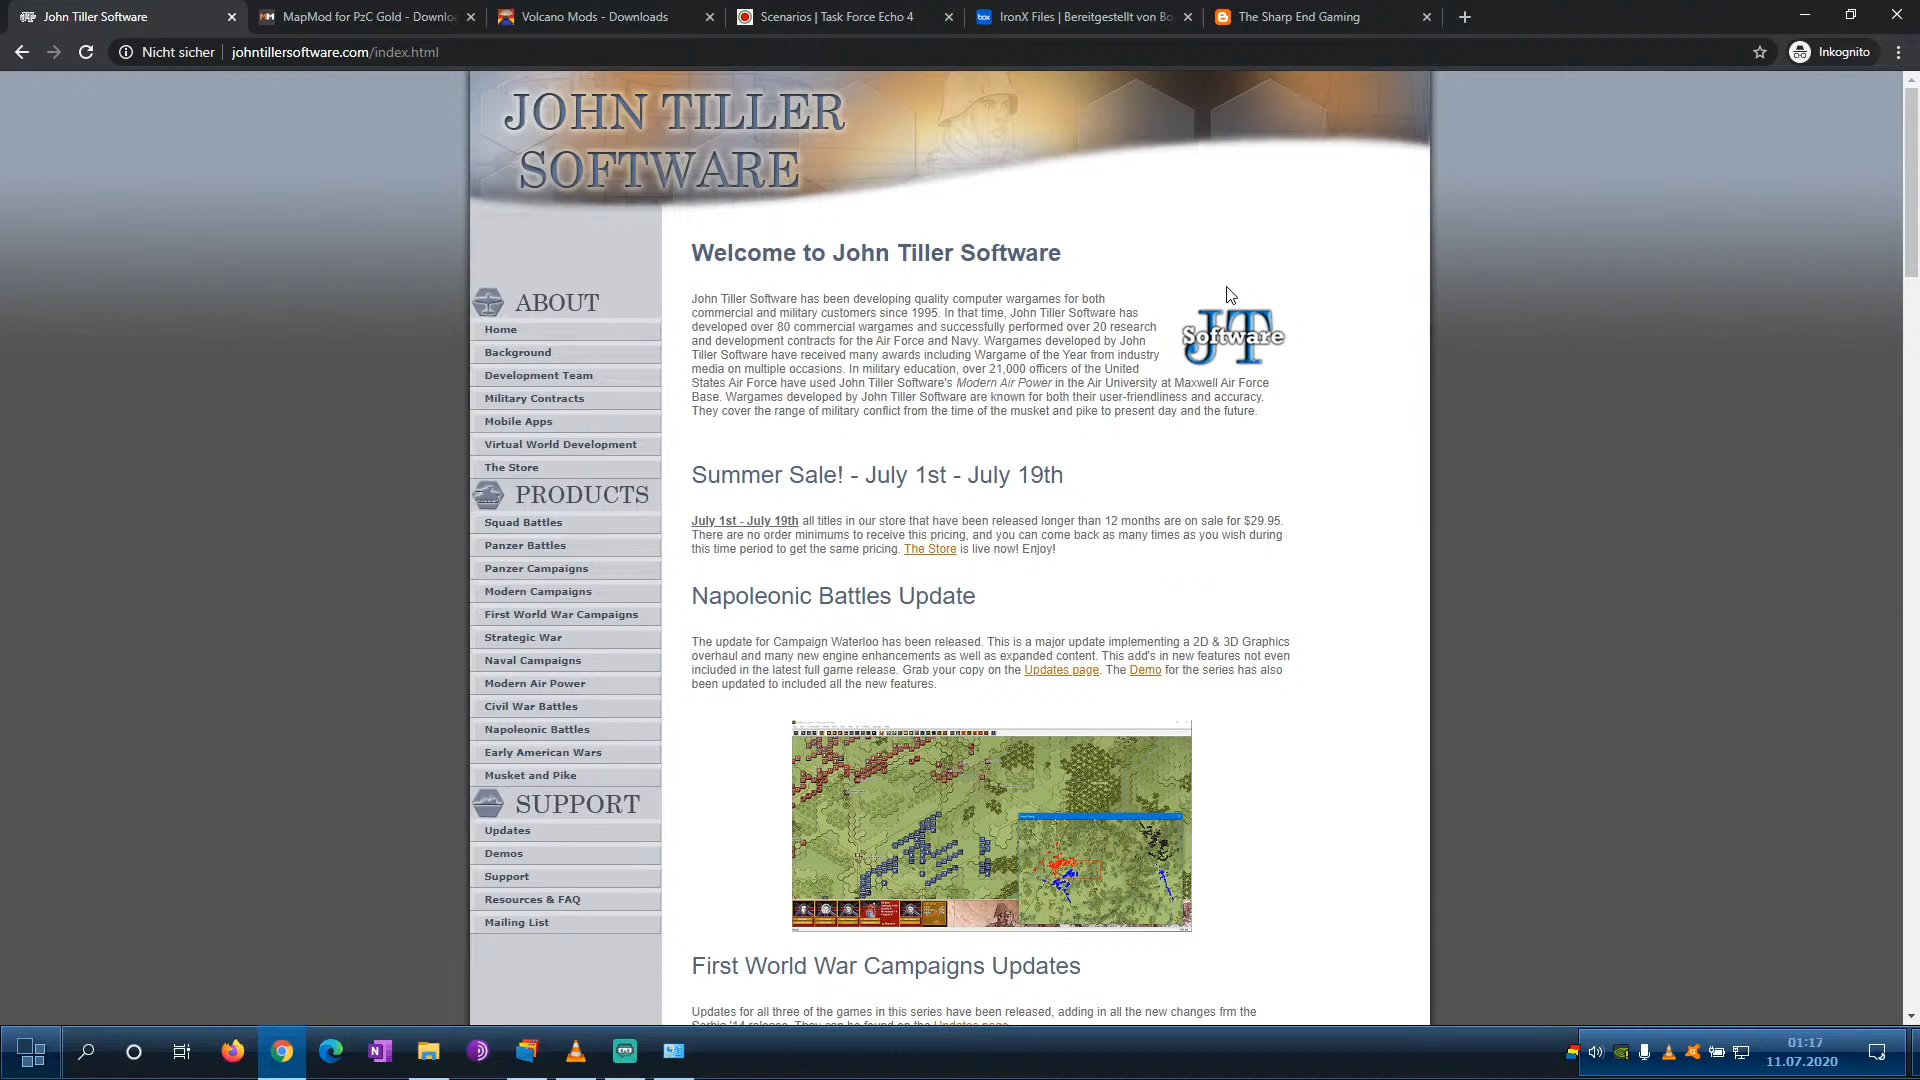 John Tiller Software
MapMod for PzC Gold - Downlo
Volcano Mods - Downloads
Scenarios | Task Force Echo 4
IronX Files | Bereitgestellt von Bo
The Sharp End Gaming
Nicht sicher
johntillersoftware.com/index.html
Inkognito
JOHN TILLER
SOFTWARE
ABOUT
Home
Background
Development Team
Military Contracts
Mobile Apps
Virtual World Development
The Store
PRODUCTS
Squad Battles
Panzer Battles
Panzer Campaigns
Modern Campaigns
First World War Campaigns
Strategic War
Naval Campaigns
Modern Air Power
Civil War Battles
Napoleonic Battles
Early American Wars
Musket and Pike
SUPPORT
Updates
Demos
Support
Resources & FAQ
Mailing List
Welcome to John Tiller Software
John Tiller Software has been developing quality computer wargames for both
commercial and military customers since 1995. In that time, John Tiller Software has
developed over 80 commercial wargames and successfully performed over 20 research
and development contracts for the Air Force and Navy. Wargames developed by John
Tiller Software have received many awards including Wargame of the Year from industry
media on multiple occasions. In military education, over 21,000 officers of the United
States Air Force have used John Tiller Software's Modern Air Power in the Air University at Maxwell Air Force
Base. Wargames developed by John Tiller Software are known for both their user-friendliness and accuracy.
They cover the range of military conflict from the time of the musket and pike to present day and the future.
JT
Software
Summer Sale! - July 1st - July 19th
July 1st - July 19th all titles in our store that have been released longer than 12 months are on sale for $29.95.
There are no order minimums to receive this pricing, and you can come back as many times as you wish during
this time period to get the same pricing. The Store is live now! Enjoy!
Napoleonic Battles Update
The update for Campaign Waterloo has been released. This is a major update implementing a 2D & 3D Graphics
overhaul and many new engine enhancements as well as expanded content. This add's in new features not even
included in the latest full game release. Grab your copy on the Updates page. The Demo for the series has also
been updated to included all the new features.
First World War Campaigns Updates
Updates for all three of the games in this series have been released, adding in all the new changes frm the
Serbia '14 release. They can be found on the Updates page.
01:17
11.07.2020